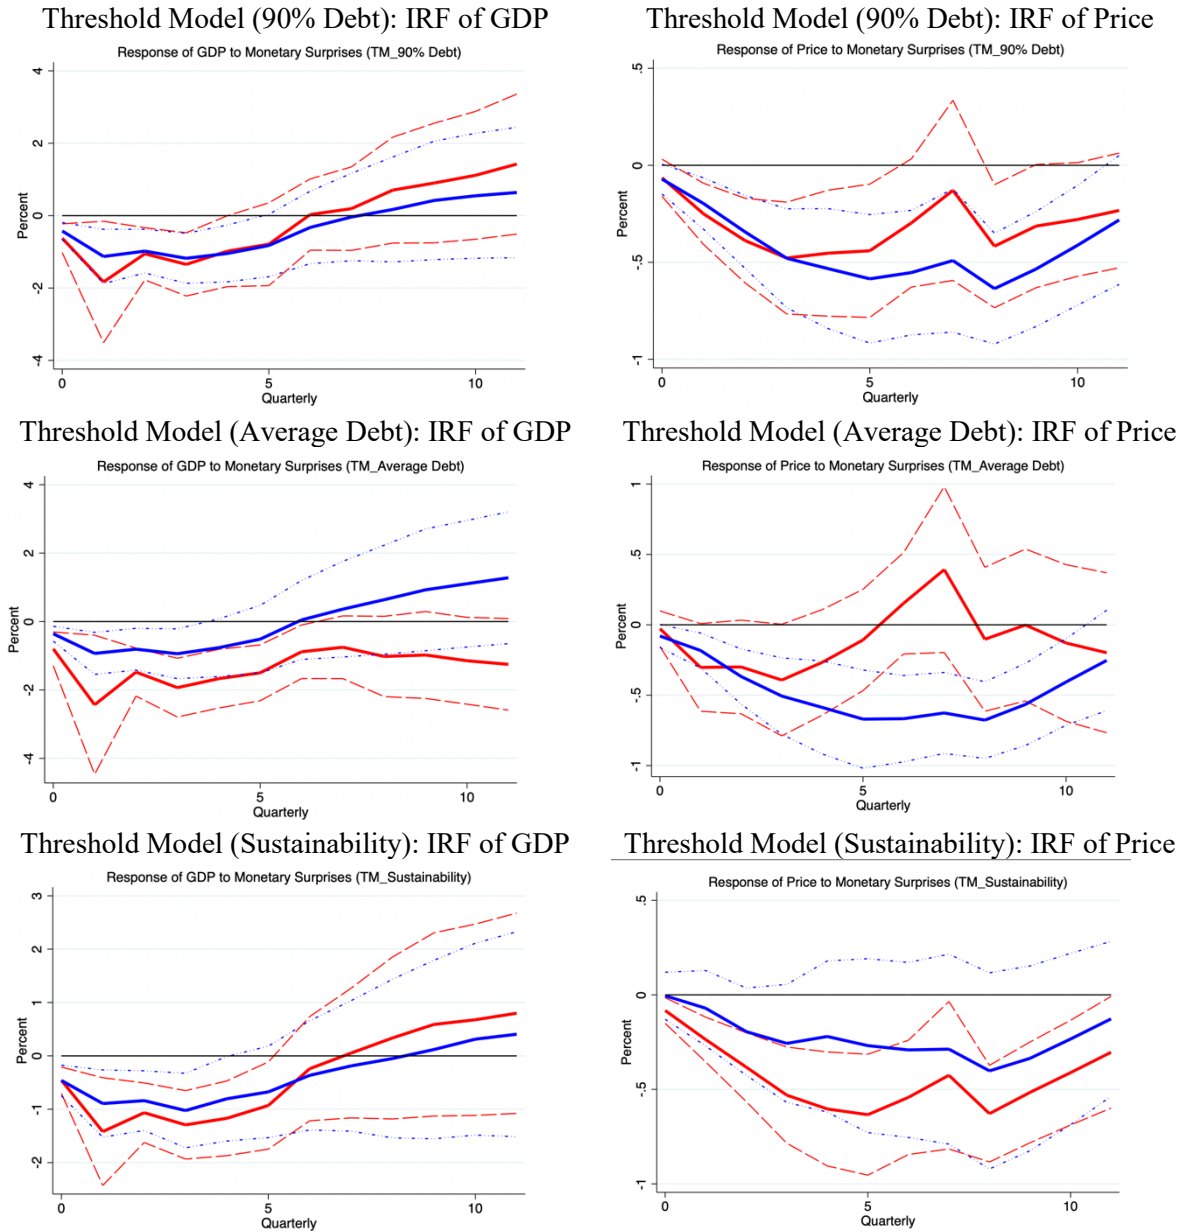 Threshold Model (90% Debt): IRF of GDP
Response of GDP to Monetary Surprises (TM_90% Debt)
Percent
4
2
0
-2
-4
0 5 10
Quarterly
Threshold Model (90% Debt): IRF of Price
Response of Price to Monetary Surprises (TM_90% Debt)
Percent
.5
0
-.5
-1
0 5 10
Quarterly
Threshold Model (Average Debt): IRF of GDP
Response of GDP to Monetary Surprises (TM_Average Debt)
Percent
4
2
0
-2
-4
0 5 10
Quarterly
Threshold Model (Average Debt): IRF of Price
Response of Price to Monetary Surprises (TM_Average Debt)
Percent
1
.5
0
-.5
-1
0 5 10
Quarterly
Threshold Model (Sustainability): IRF of GDP
Response of GDP to Monetary Surprises (TM_Sustainability)
Percent
3
2
1
0
-1
-2
0 5 10
Quarterly
Threshold Model (Sustainability): IRF of Price
Response of Price to Monetary Surprises (TM_Sustainability)
Percent
.5
0
-.5
-1
0 5 10
Quarterly